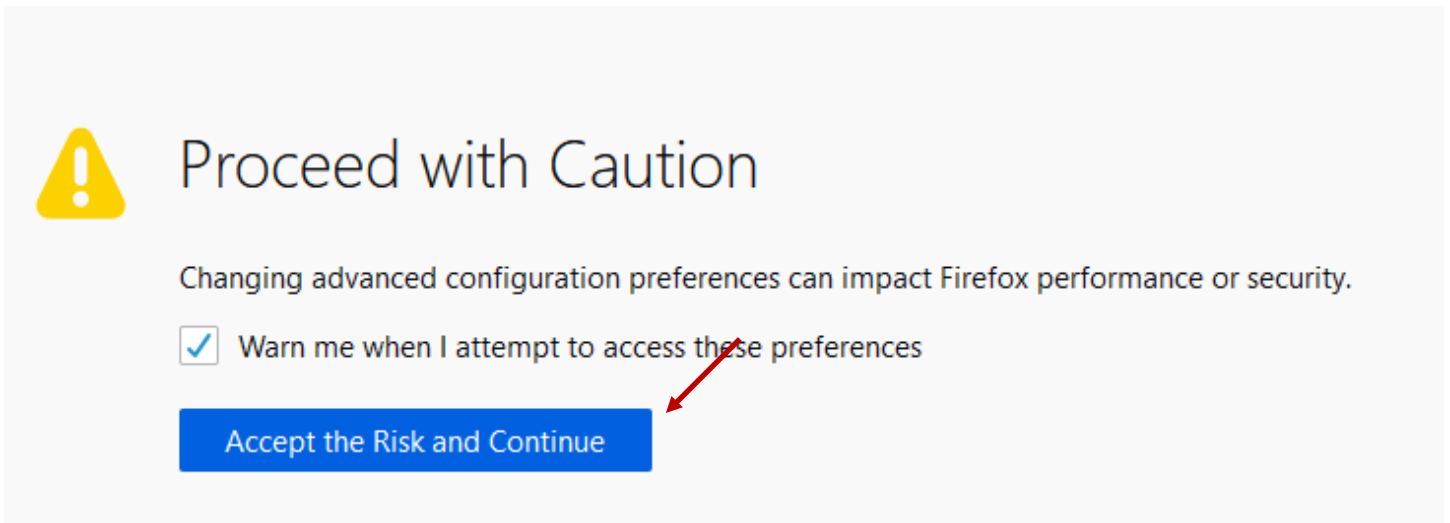 Proceed with Caution
Changing advanced configuration preferences can impact Firefox performance or security.
Warn me when I attempt to access these preferences
Accept the Risk and Continue